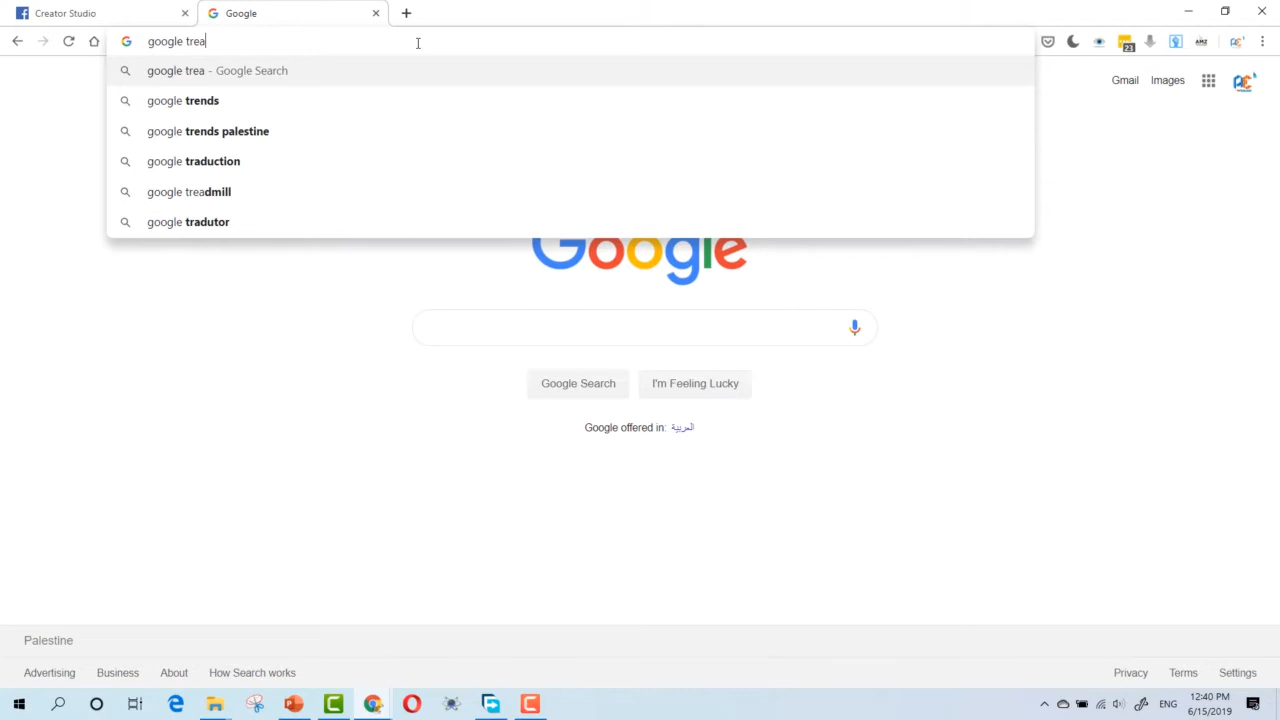 Creator Studio
Google
google trea
23
AMZ
google trea - Google Search
google trends
google trends palestine
google traduction
google treadmill
google tradutor
Gmail
Images
Google
Google Search
I'm Feeling Lucky
Google offered in: العربية
Palestine
Advertising
Business
About
How Search works
Privacy
Terms
Settings
12:40 PM
ENG
6/15/2019